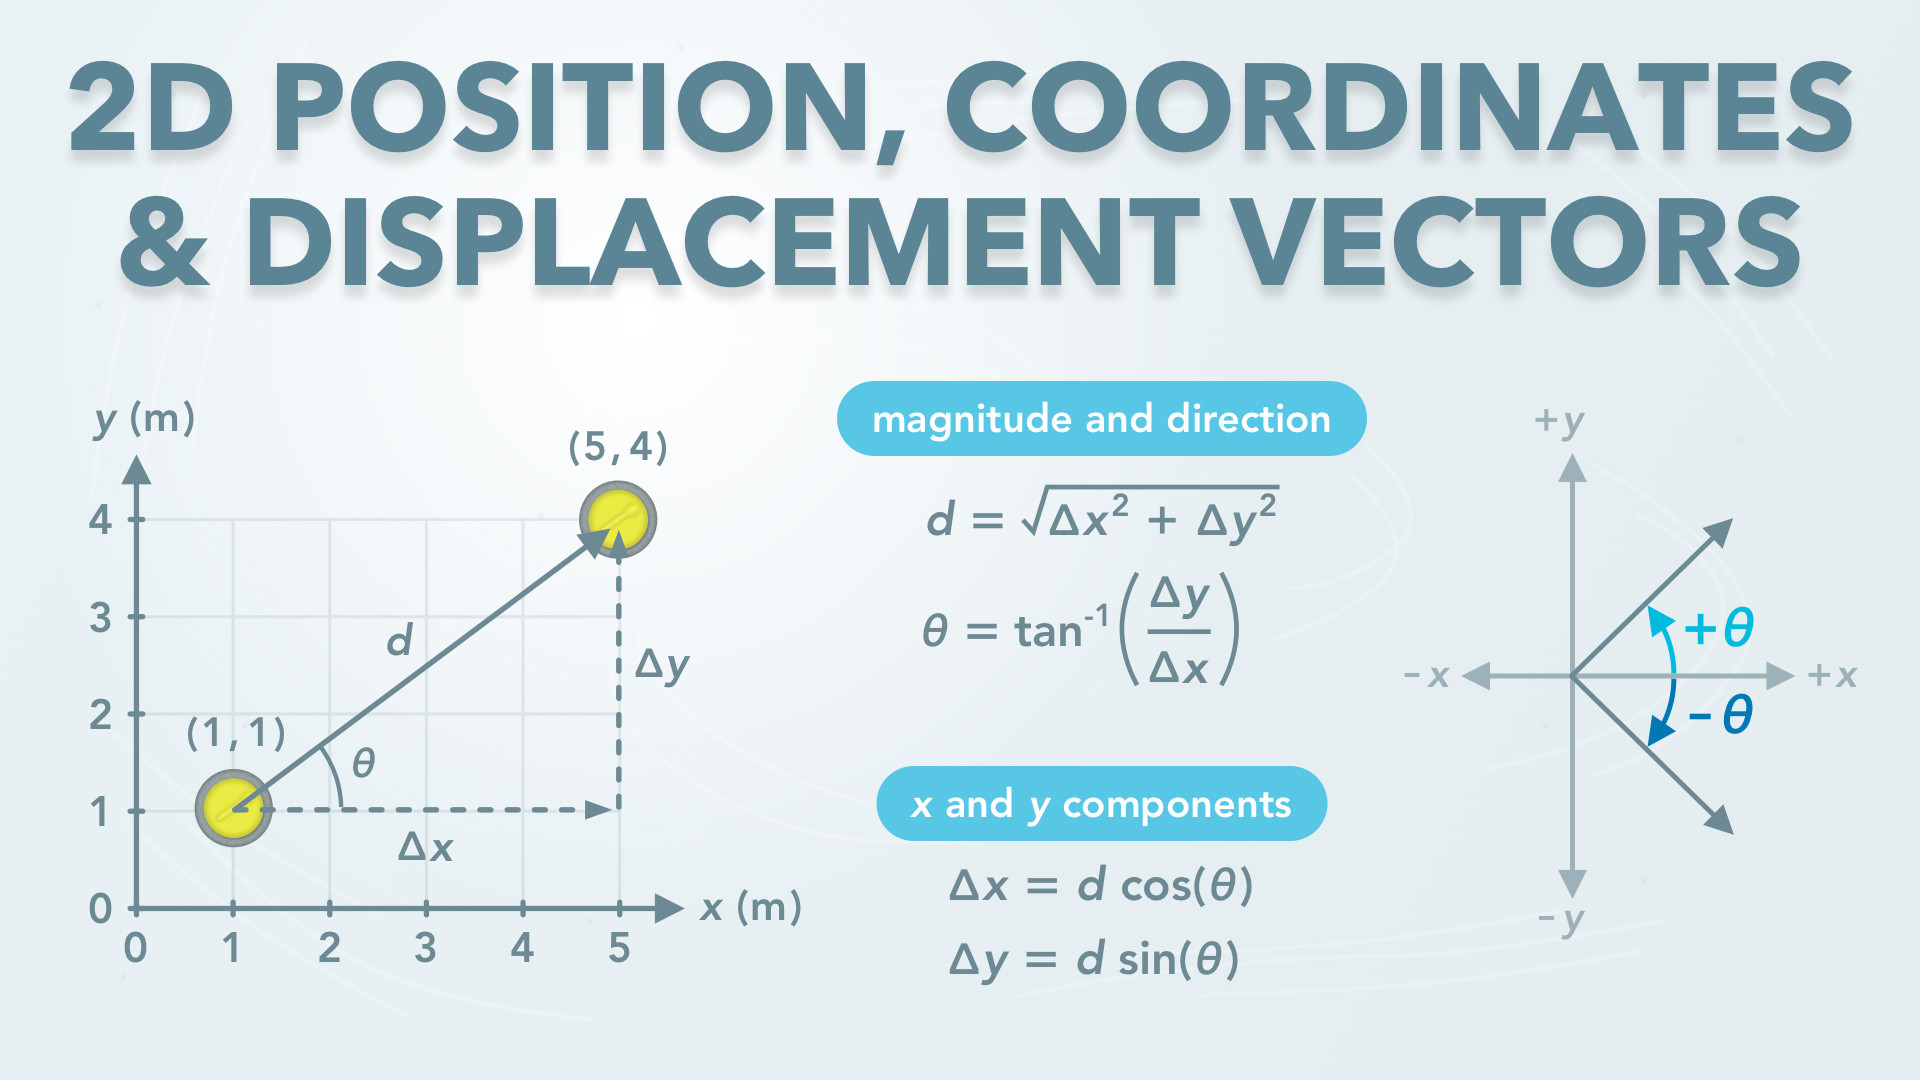 2D POSITION, COORDINATES
& DISPLACEMENT VECTORS
y (m)
(5, 4)
4
3
2
1
0
d
Δy
(1, 1)
θ
Δx
x (m)
0 1 2 3 4 5
magnitude and direction
d = √Δx² + Δy²
θ = tan⁻¹(Δy/Δx)
x and y components
Δx = d cos(θ)
Δy = d sin(θ)
+y
+θ
-x
+x
-θ
-y